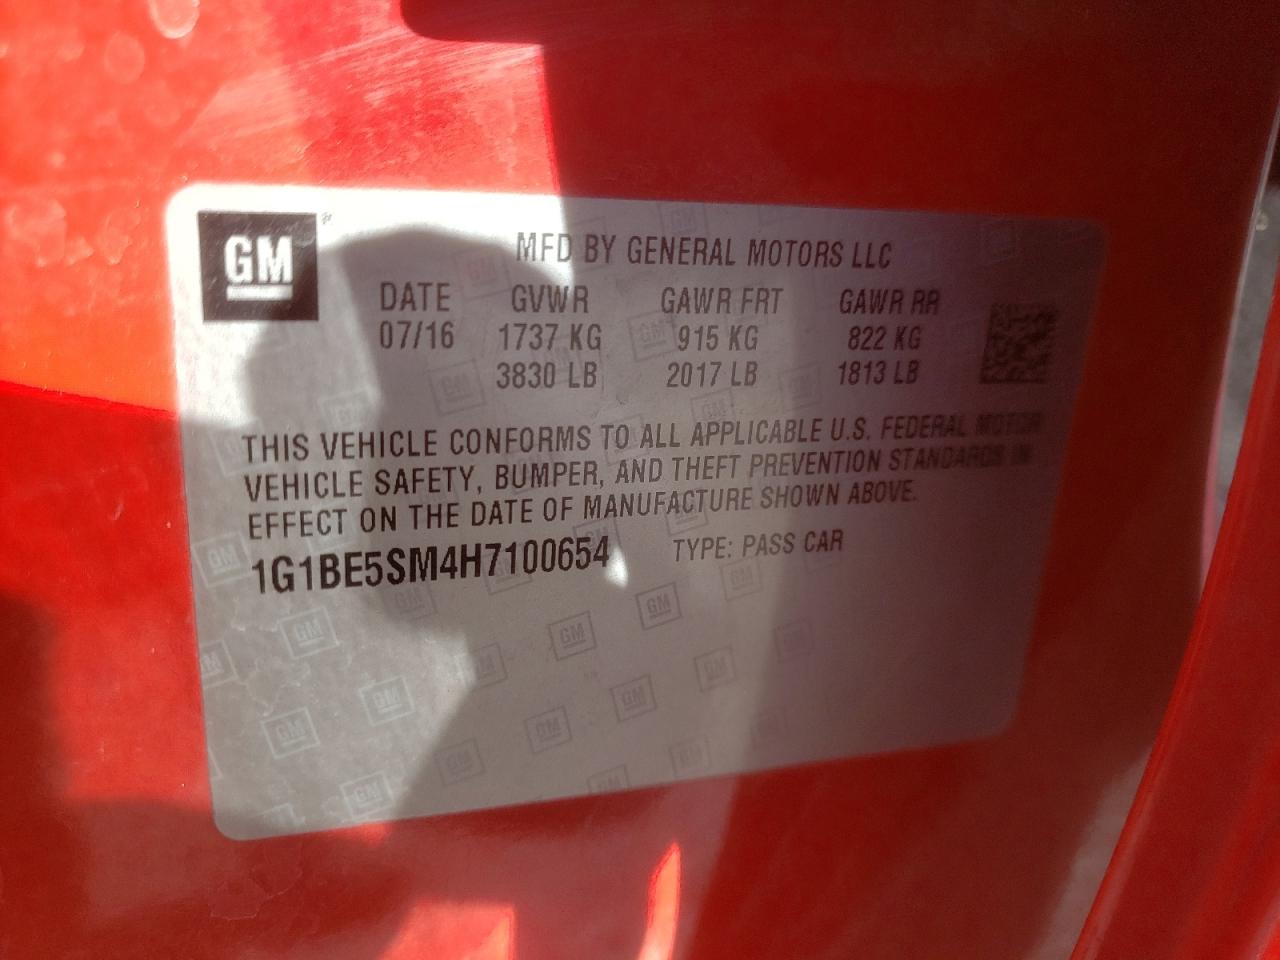 GM
MFD BY GENERAL MOTORS LLC
DATE GVWR GAWR FRT GAWR RR
07/16 1737 KG 915 KG 822 KG
3830 LB 2017 LB 1813 LB
THIS VEHICLE CONFORMS TO ALL APPLICABLE U.S. FEDERAL MOTOR
VEHICLE SAFETY, BUMPER, AND THEFT PREVENTION STANDARDS IN
EFFECT ON THE DATE OF MANUFACTURE SHOWN ABOVE.
1G1BE5SM4H7100654 TYPE: PASS CAR